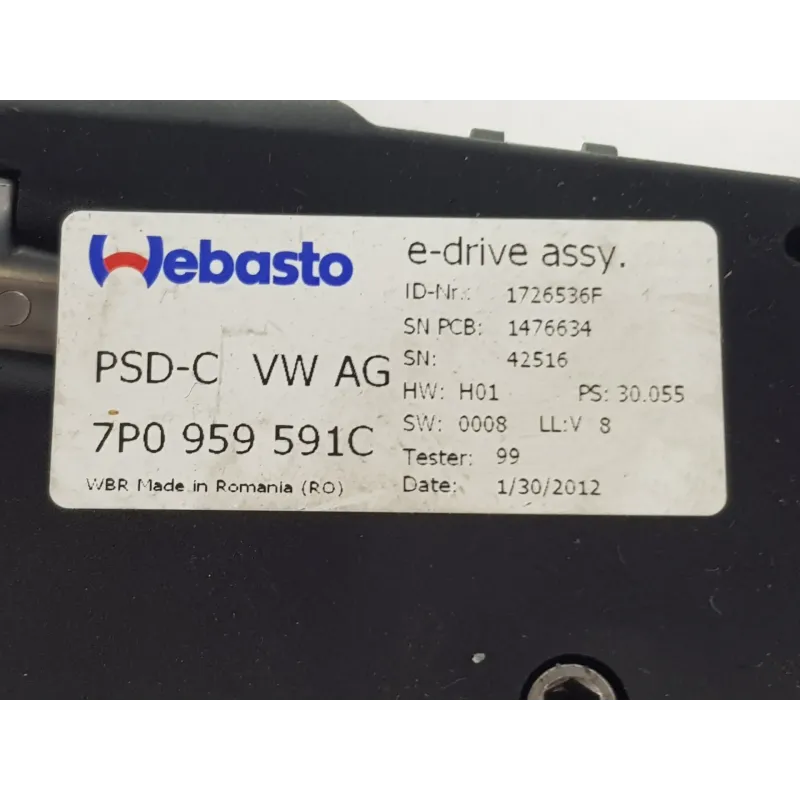 Webasto
PSD-C VW AG
7P0 959 591C
WBR Made in Romania (RO)
e-drive assy.
ID-Nr.: 1726536F
SN PCB: 1476634
SN: 42516
HW: H01 PS: 30.055
SW: 0008 LL:V 8
Tester: 99
Date: 1/30/2012